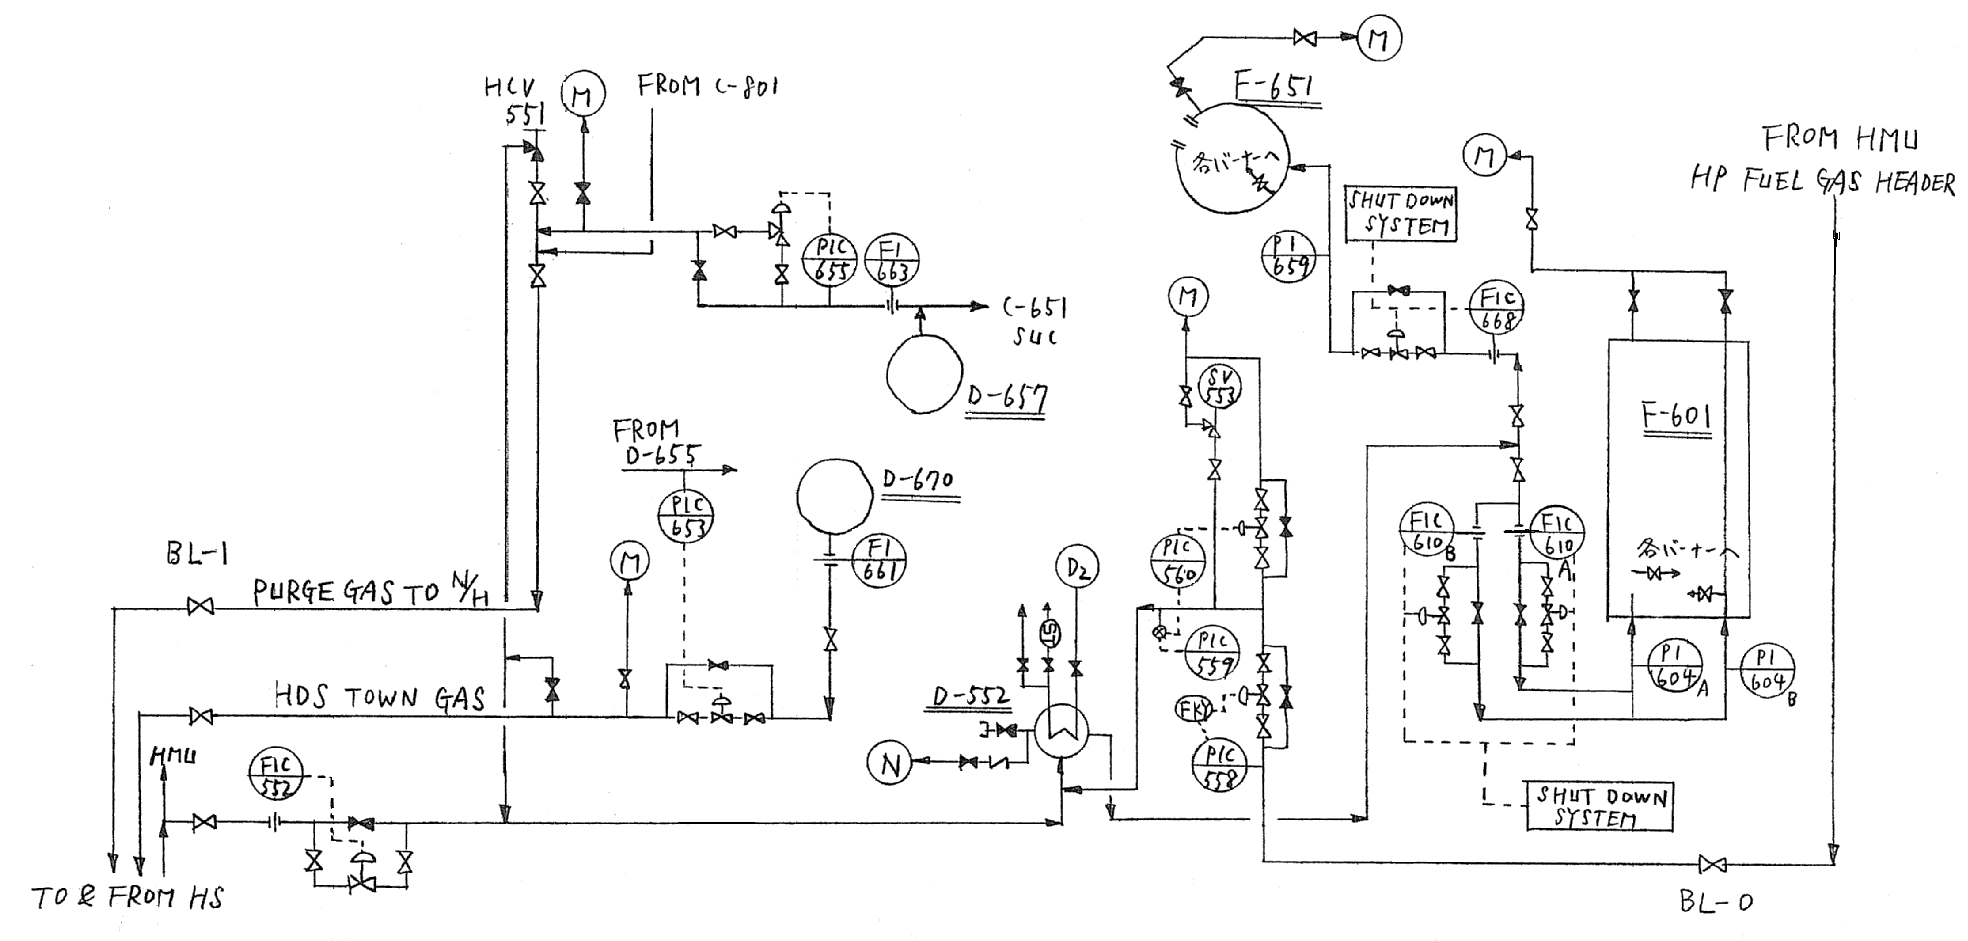 HCV
551
M
FROM C-801
PIC
655
FI
663
C-651
SUC
D-657
M
F-651
各バーナーへ
PI
659
SHUT DOWN
SYSTEM
FIC
668
M
FROM HMU
HP FUEL GAS HEADER
M
SV
553
F-601
各バーナーへ
FROM
D-655
PIC
653
D-670
FI
661
M
BL-1
PURGE GAS TO N/H
HDS TOWN GAS
HMU
FIC
552
TO & FROM HS
D2
ST
D-552
N
PIC
560
PIC
559
FKY
PIC
558
FIC
610
B
FIC
610
A
PI
604
A
PI
604
B
SHUT DOWN
SYSTEM
BL-0